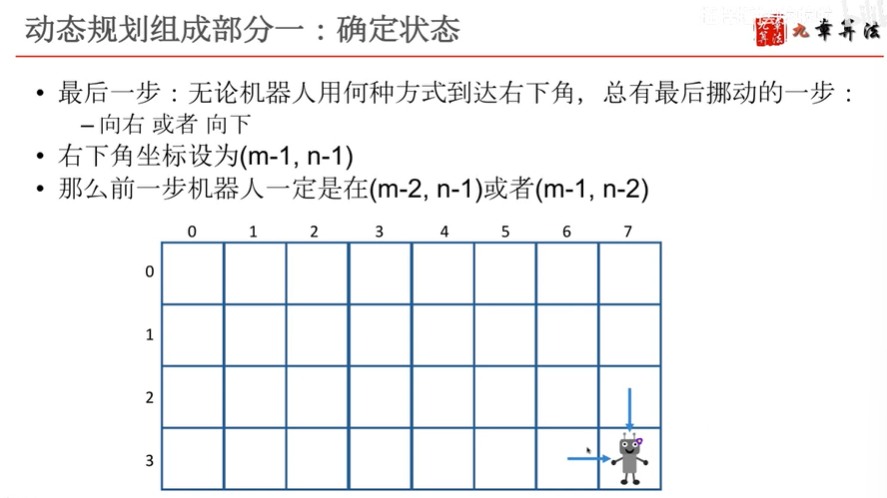 动态规划组成部分一：确定状态
九章算法
• 最后一步：无论机器人用何种方式到达右下角，总有最后挪动的一步：
– 向右 或者 向下
• 右下角坐标设为(m-1, n-1)
• 那么前一步机器人一定是在(m-2, n-1)或者(m-1, n-2)
0 1 2 3 4 5 6 7
0
1
2
3